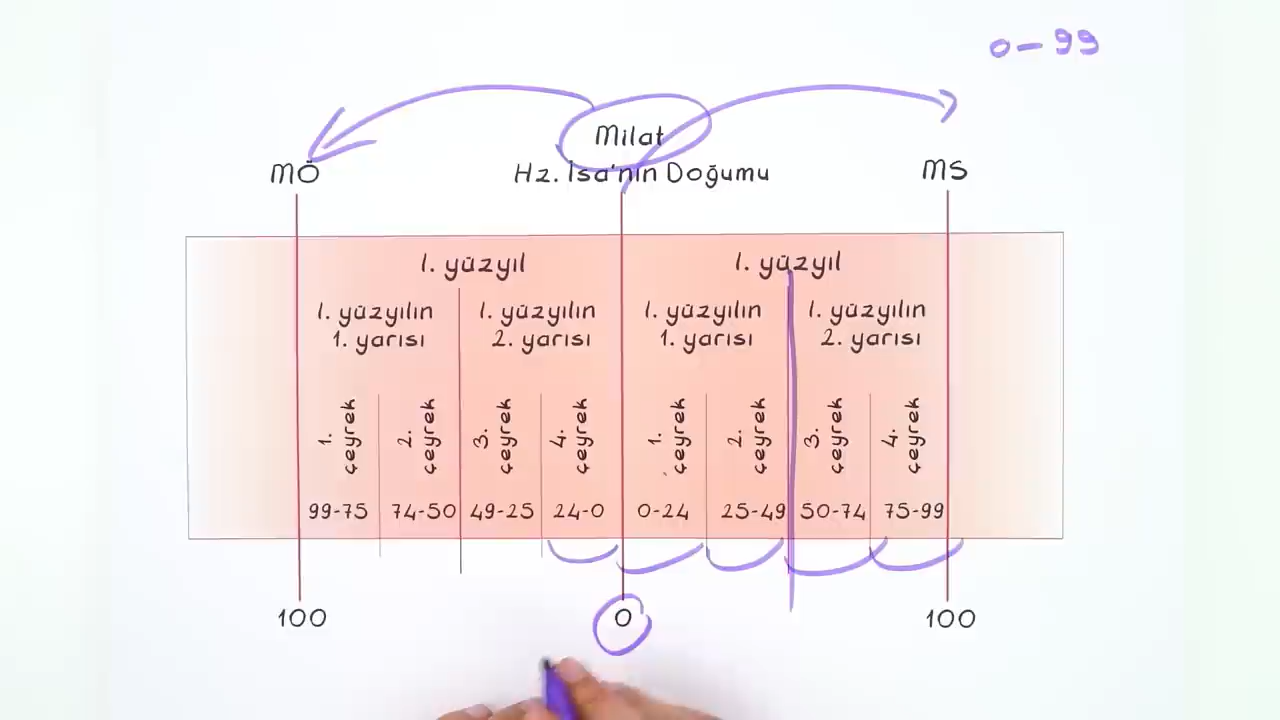 0-99
Milat
MÖ
Hz. İsa'nın Doğumu
MS
1. yüzyıl
1. yüzyıl
1. yüzyılın
1. yarısı
1. yüzyılın
2. yarısı
1. yüzyılın
1. yarısı
1. yüzyılın
2. yarısı
1.
çeyrek
2.
çeyrek
3.
çeyrek
4.
çeyrek
1.
çeyrek
2.
çeyrek
3.
çeyrek
4.
çeyrek
99-75
74-50
49-25
24-0
0-24
25-49
50-74
75-99
100
0
100